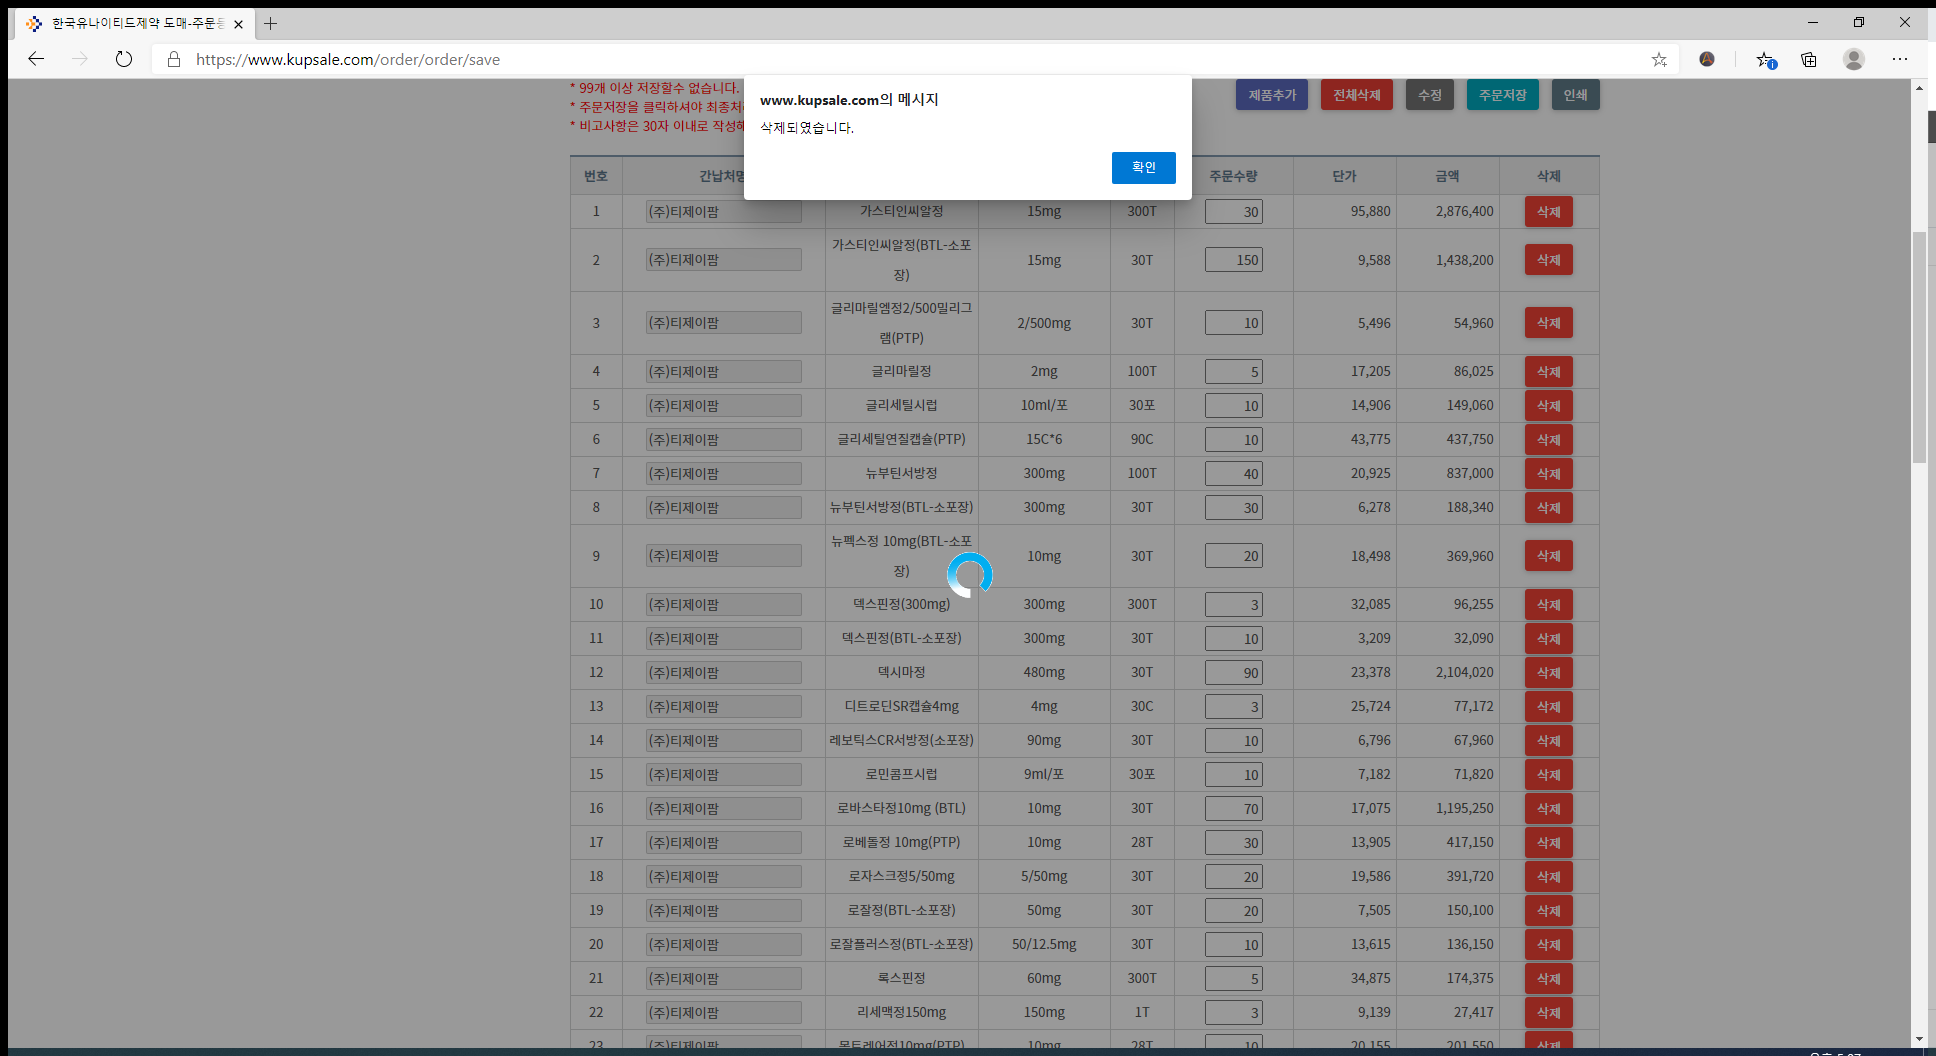 한국유나이티드제약 도매-주문등
https://www.kupsale.com/order/order/save
* 99개 이상 저장할수 없습니다.
* 주문저장을 클릭하셔야 최종처
* 비고사항은 30자 이내로 작성해
www.kupsale.com의 메시지
삭제되였습니다.
확인
제품추가 전체삭제 수정 주문저장 인쇄
번호 간납처명 주문수량 단가 금액 삭제
1 (주)티제이팜 가스티인씨알정 15mg 300T 30 95,880 2,876,400 삭제
2 (주)티제이팜 가스티인씨알정(BTL-소포장) 15mg 30T 150 9,588 1,438,200 삭제
3 (주)티제이팜 글리마릴엠정2/500밀리그램(PTP) 2/500mg 30T 10 5,496 54,960 삭제
4 (주)티제이팜 글리마릴정 2mg 100T 5 17,205 86,025 삭제
5 (주)티제이팜 글리세틸시럽 10ml/포 30포 10 14,906 149,060 삭제
6 (주)티제이팜 글리세틸연질캡슐(PTP) 15C*6 90C 10 43,775 437,750 삭제
7 (주)티제이팜 뉴부틴서방정 300mg 100T 40 20,925 837,000 삭제
8 (주)티제이팜 뉴부틴서방정(BTL-소포장) 300mg 30T 30 6,278 188,340 삭제
9 (주)티제이팜 뉴펙스정 10mg(BTL-소포장) 10mg 30T 20 18,498 369,960 삭제
10 (주)티제이팜 덱스핀정(300mg) 300mg 300T 3 32,085 96,255 삭제
11 (주)티제이팜 덱스핀정(BTL-소포장) 300mg 30T 10 3,209 32,090 삭제
12 (주)티제이팜 덱시마정 480mg 30T 90 23,378 2,104,020 삭제
13 (주)티제이팜 디트로딘SR캡슐4mg 4mg 30C 3 25,724 77,172 삭제
14 (주)티제이팜 레보틱스CR서방정(소포장) 90mg 30T 10 6,796 67,960 삭제
15 (주)티제이팜 로민콤프시럽 9ml/포 30포 10 7,182 71,820 삭제
16 (주)티제이팜 로바스타정10mg (BTL) 10mg 30T 70 17,075 1,195,250 삭제
17 (주)티제이팜 로베돌정 10mg(PTP) 10mg 28T 30 13,905 417,150 삭제
18 (주)티제이팜 로자스크정5/50mg 5/50mg 30T 20 19,586 391,720 삭제
19 (주)티제이팜 로잘정(BTL-소포장) 50mg 30T 20 7,505 150,100 삭제
20 (주)티제이팜 로잘플러스정(BTL-소포장) 50/12.5mg 30T 10 13,615 136,150 삭제
21 (주)티제이팜 록스핀정 60mg 300T 5 34,875 174,375 삭제
22 (주)티제이팜 리세맥정150mg 150mg 1T 3 9,139 27,417 삭제
23 (주)티제이팜 몬트레어정10mg(PTP) 10mg 28T 10 20,155 201,550 삭제